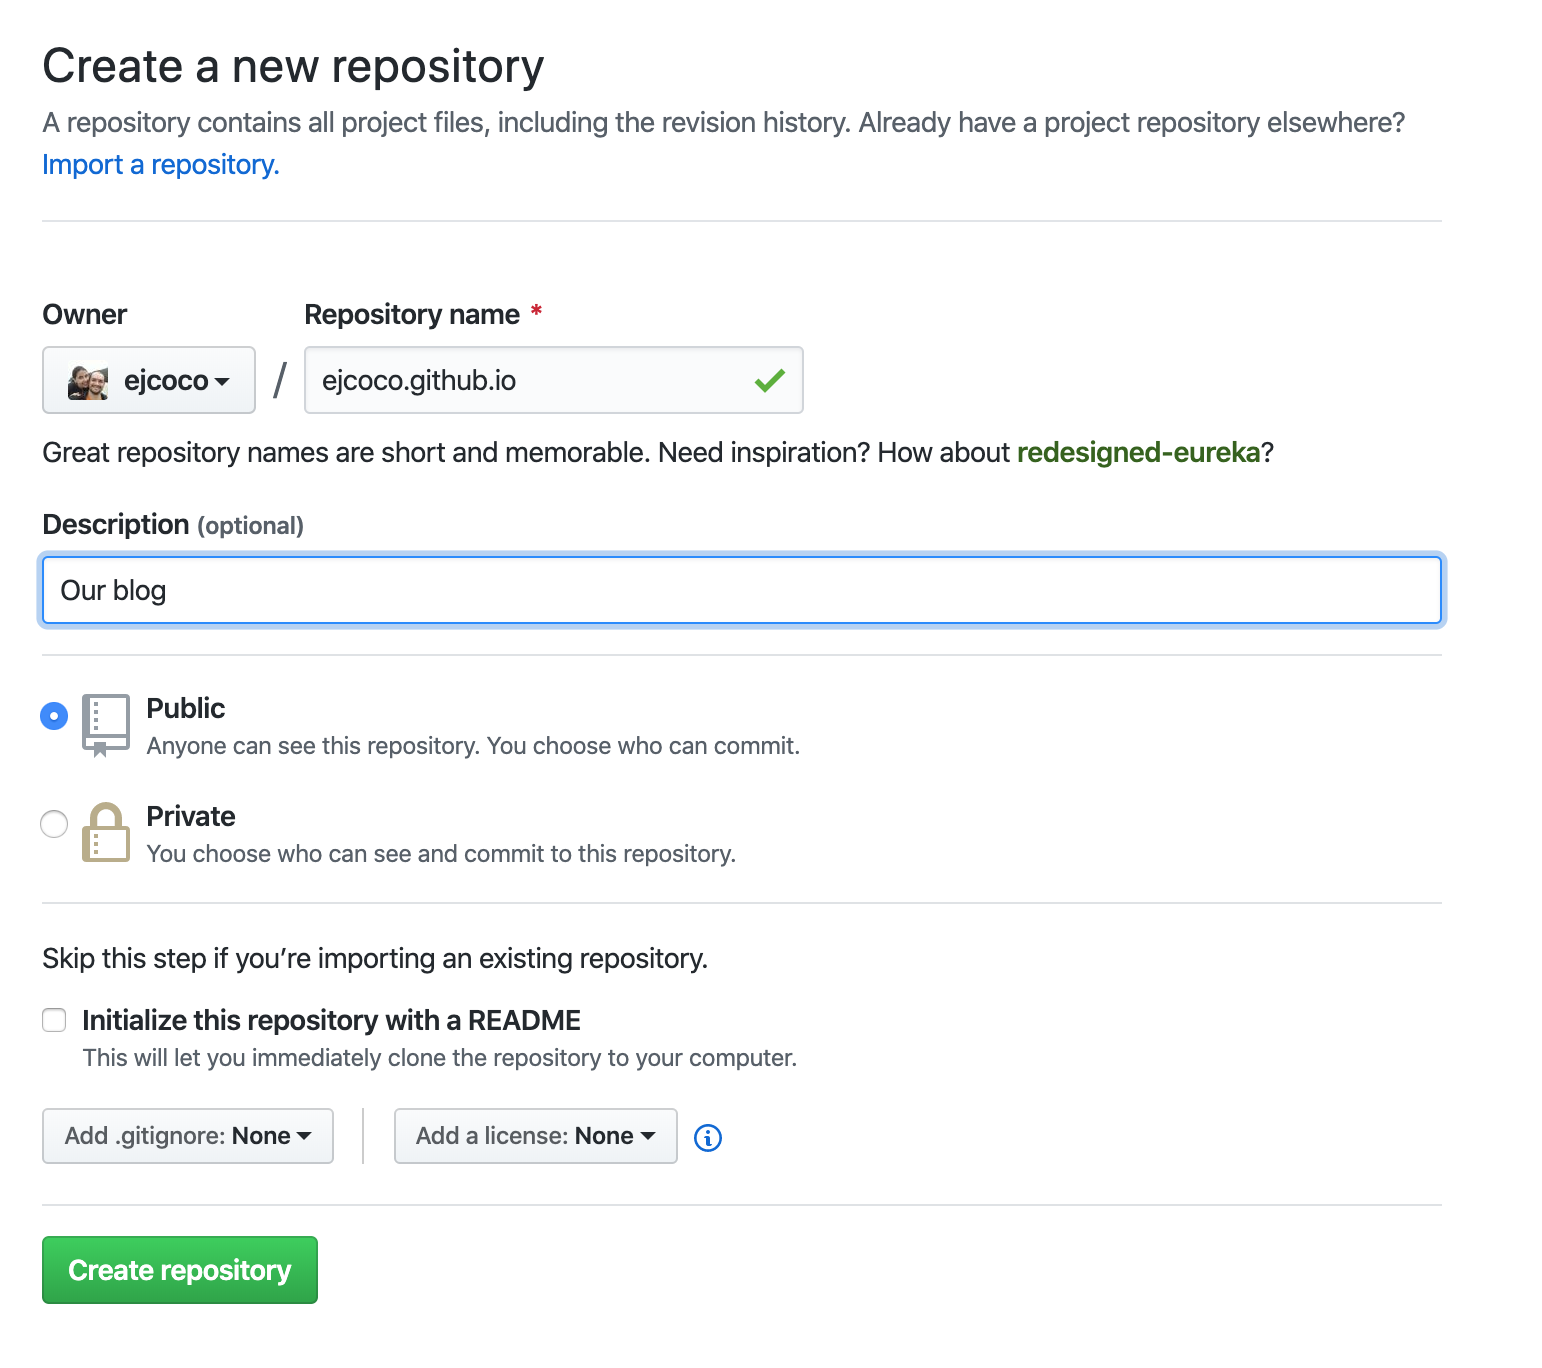 Create a new repository
A repository contains all project files, including the revision history. Already have a project repository elsewhere?
Import a repository.
Owner
Repository name *
ejcoco
/
ejcoco.github.io
Great repository names are short and memorable. Need inspiration? How about redesigned-eureka?
Description (optional)
Our blog
Public
Anyone can see this repository. You choose who can commit.
Private
You choose who can see and commit to this repository.
Skip this step if you’re importing an existing repository.
Initialize this repository with a README
This will let you immediately clone the repository to your computer.
Add .gitignore: None
Add a license: None
Create repository